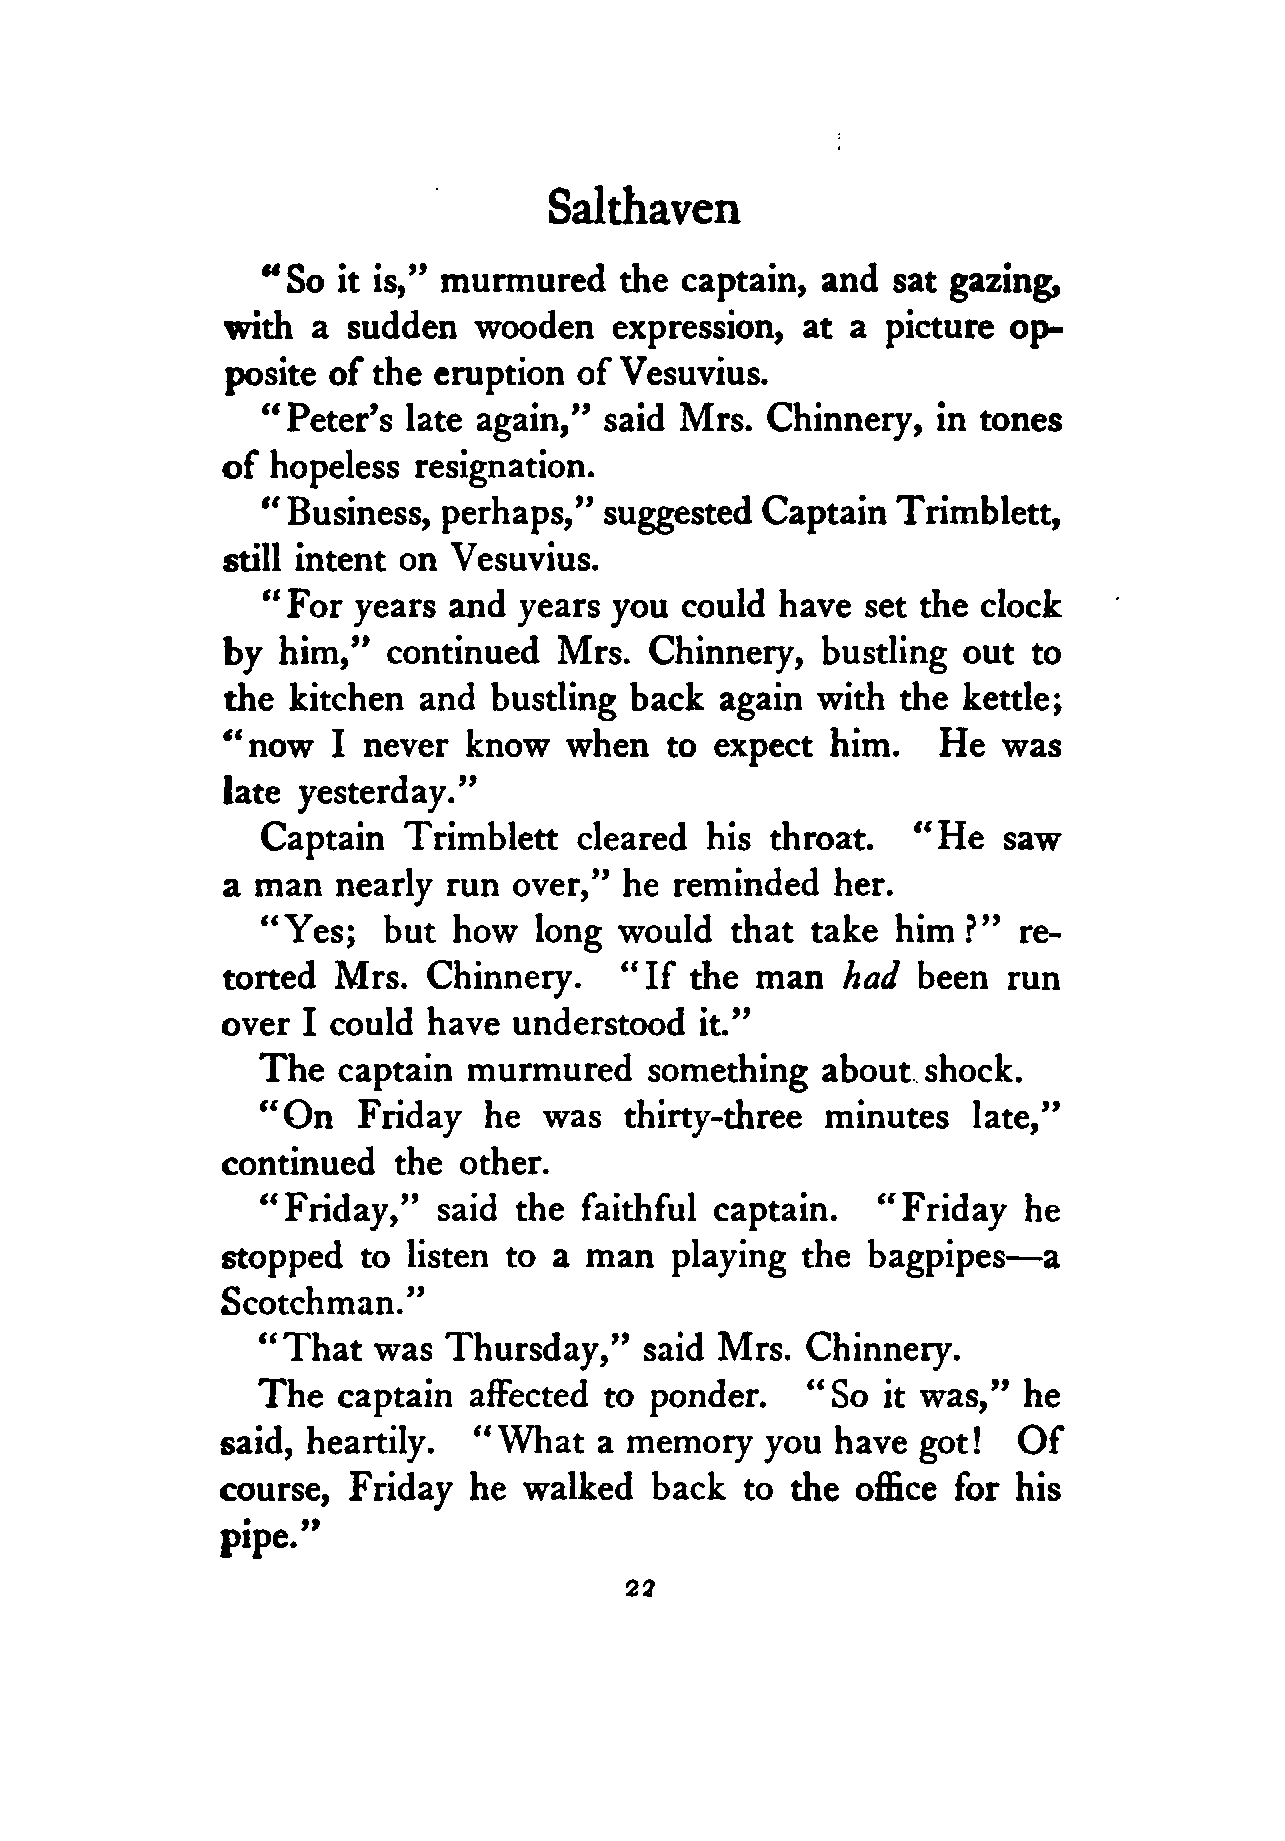 Salthaven
"So it is," murmured the captain, and sat gazing,
with a sudden wooden expression, at a picture op-
posite of the eruption of Vesuvius.
"Peter's late again," said Mrs. Chinnery, in tones
of hopeless resignation.
"Business, perhaps," suggested Captain Trimblett,
still intent on Vesuvius.
"For years and years you could have set the clock
by him," continued Mrs. Chinnery, bustling out to
the kitchen and bustling back again with the kettle;
"now I never know when to expect him. He was
late yesterday."
Captain Trimblett cleared his throat. "He saw
a man nearly run over," he reminded her.
"Yes; but how long would that take him?" re-
torted Mrs. Chinnery. "If the man had been run
over I could have understood it."
The captain murmured something about shock.
"On Friday he was thirty-three minutes late,"
continued the other.
"Friday," said the faithful captain. "Friday he
stopped to listen to a man playing the bagpipes—a
Scotchman."
"That was Thursday," said Mrs. Chinnery.
The captain affected to ponder. "So it was," he
said, heartily. "What a memory you have got! Of
course, Friday he walked back to the office for his
pipe."
22